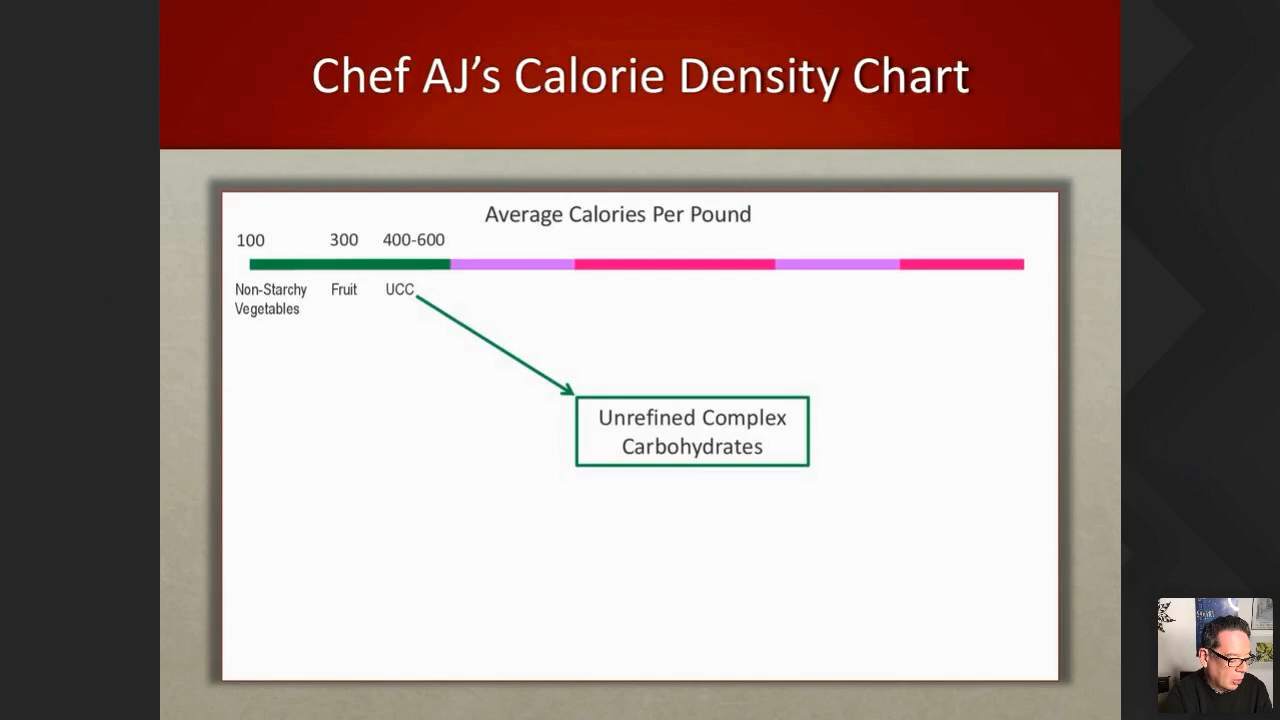 Chef AJ's Calorie Density Chart
Average Calories Per Pound
100 300 400-600
Non-Starchy Fruit UCC
Vegetables
Unrefined Complex
Carbohydrates